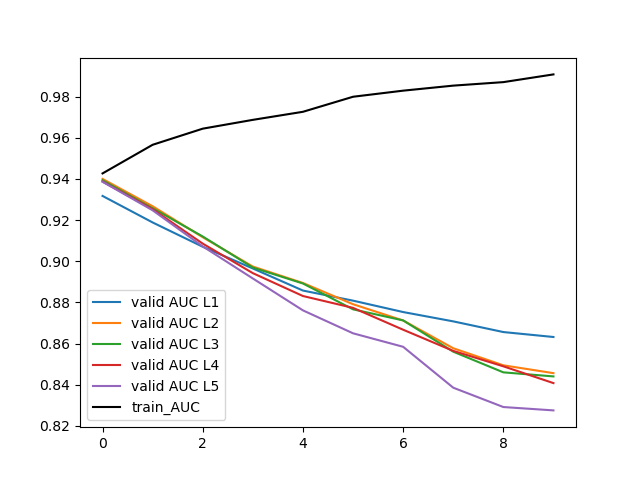 0.98
0.96
0.94
0.92
0.90
0.88
0.86
0.84
0.82
valid AUC L1
valid AUC L2
valid AUC L3
valid AUC L4
valid AUC L5
train_AUC
0 2 4 6 8